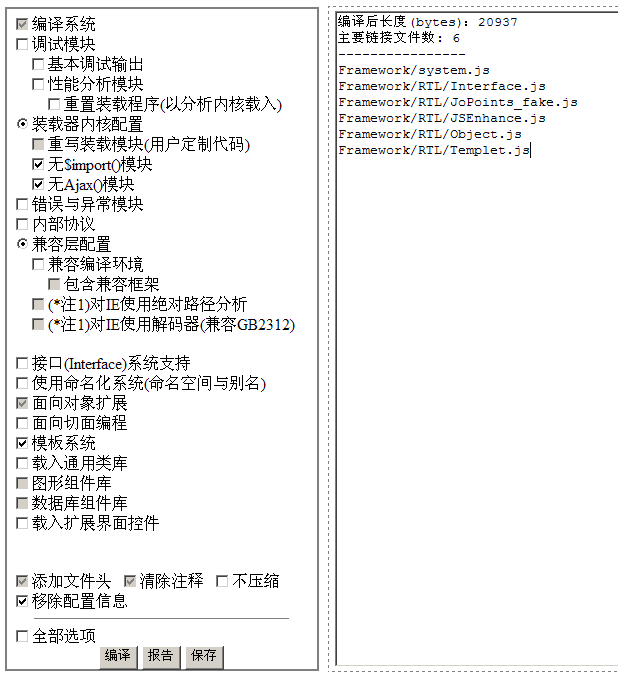 编译系统
调试模块
基本调试输出
性能分析模块
重置装载程序(以分析内核载入)
装载器内核配置
重写装载模块(用户定制代码)
无$import()模块
无Ajax()模块
错误与异常模块
内部协议
兼容层配置
兼容编译环境
包含兼容框架
(*注1)对IE使用绝对路径分析
(*注1)对IE使用解码器(兼容GB2312)
接口(Interface)系统支持
使用命名化系统(命名空间与别名)
面向对象扩展
面向切面编程
模板系统
载入通用类库
图形组件库
数据库组件库
载入扩展界面控件
添加文件头 清除注释 不压缩
移除配置信息
全部选项
编译 报告 保存
编译后长度(bytes): 20937
主要链接文件数: 6
----------------
Framework/system.js
Framework/RTL/Interface.js
Framework/RTL/JoPoints_fake.js
Framework/RTL/JSEnhance.js
Framework/RTL/Object.js
Framework/RTL/Templet.js